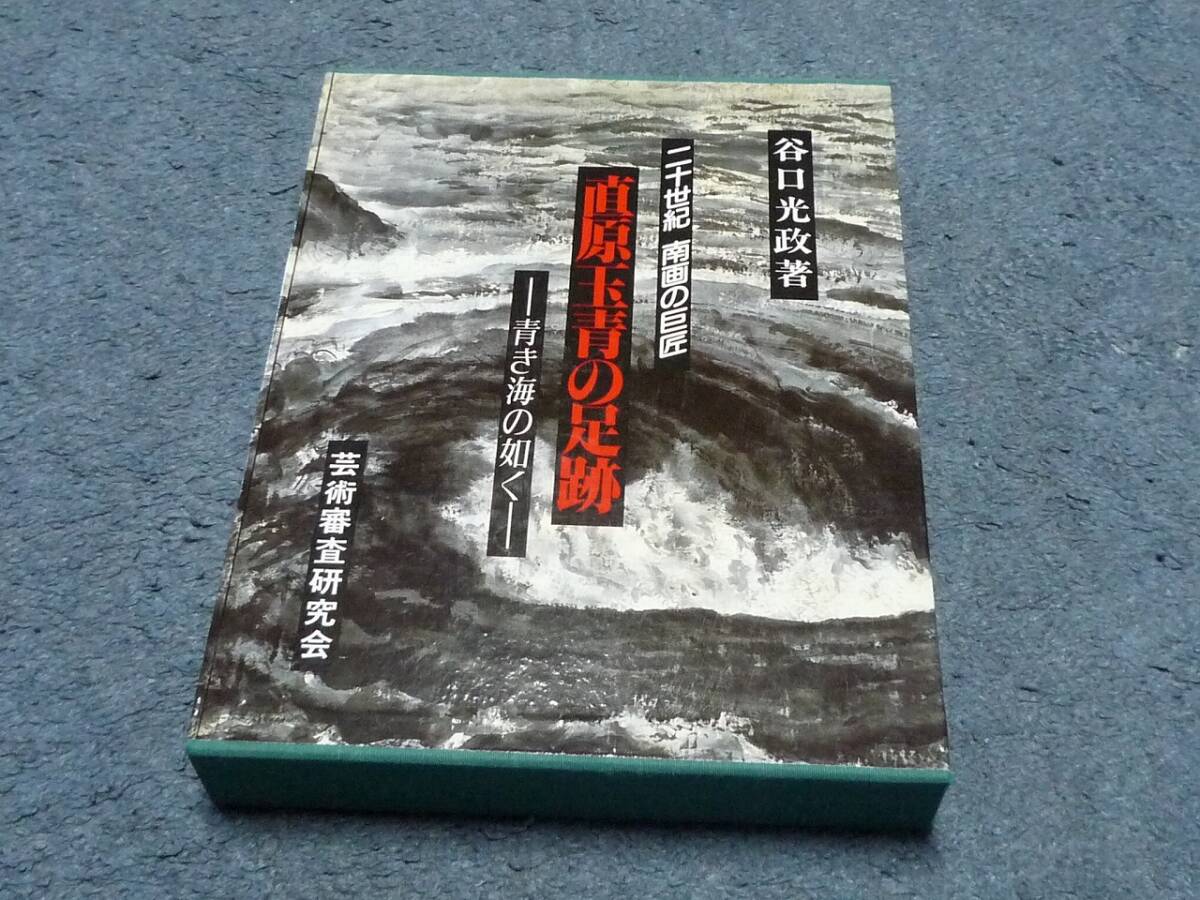 谷口光政著
二十世紀 南画の巨匠
直原玉青の足跡
―青き海の如く―
芸術審査研究会